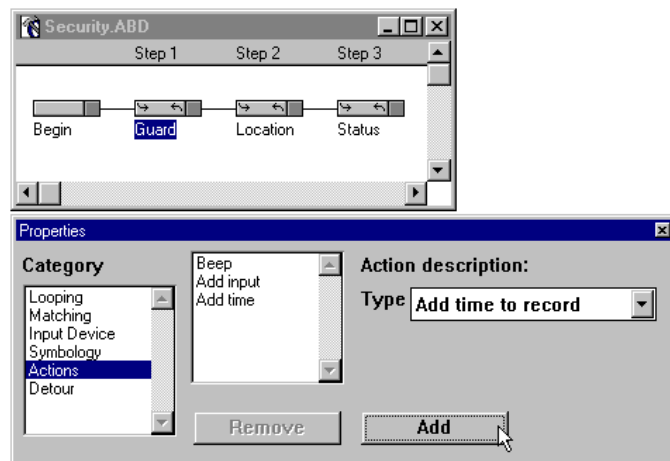 Security.ABD
Step 1 Step 2 Step 3
Begin Guard Location Status
Properties
Category
Looping
Matching
Input Device
Symbology
Actions
Detour
Beep
Add input
Add time
Remove
Action description:
Type Add time to record
Add